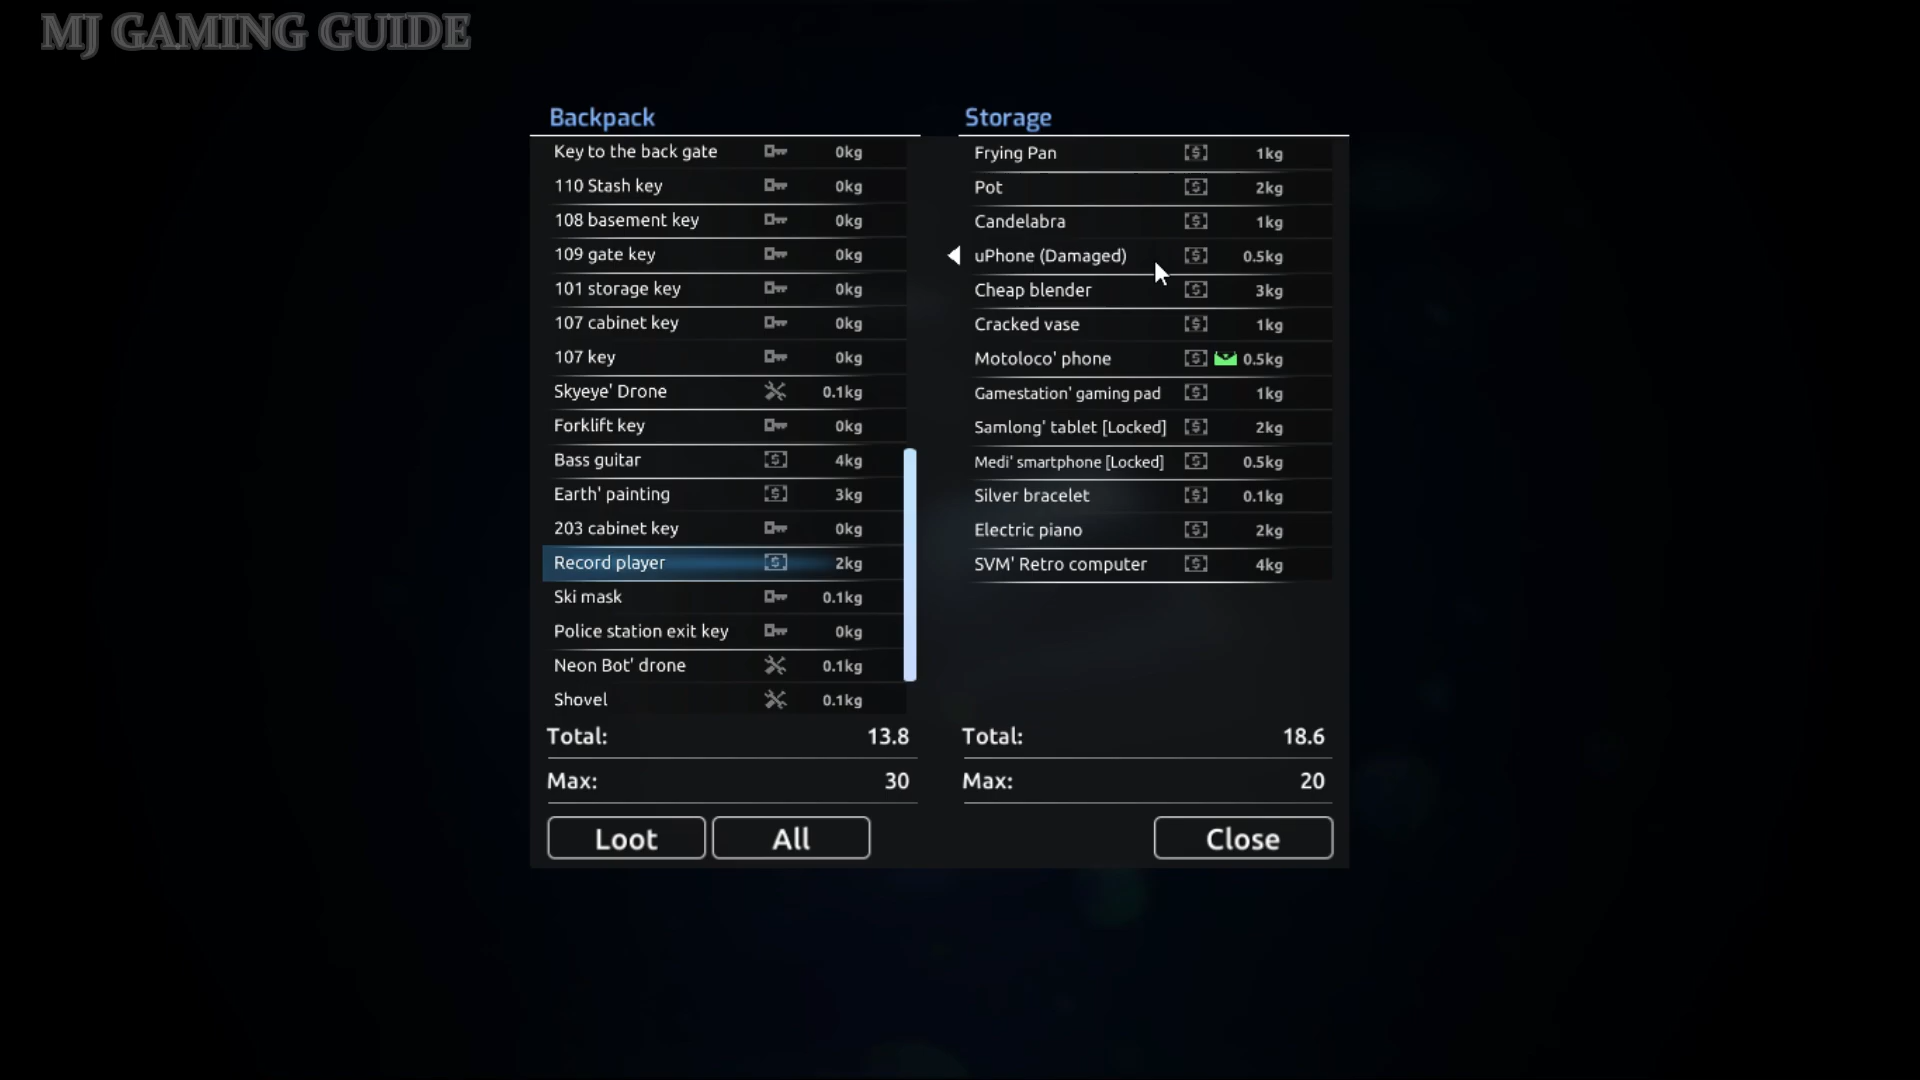 MJ GAMING GUIDE
Backpack
Key to the back gate 0kg
110 Stash key 0kg
108 basement key 0kg
109 gate key 0kg
101 storage key 0kg
107 cabinet key 0kg
107 key 0kg
Skyeye' Drone 0.1kg
Forklift key 0kg
Bass guitar 4kg
Earth' painting 3kg
203 cabinet key 0kg
Record player 2kg
Ski mask 0.1kg
Police station exit key 0kg
Neon Bot' drone 0.1kg
Shovel 0.1kg
Total: 13.8
Max: 30
Loot All
Storage
Frying Pan 1kg
Pot 2kg
Candelabra 1kg
uPhone (Damaged) 0.5kg
Cheap blender 3kg
Cracked vase 1kg
Motoloco' phone 0.5kg
Gamestation' gaming pad 1kg
Samlong' tablet [Locked] 2kg
Medi' smartphone [Locked] 0.5kg
Silver bracelet 0.1kg
Electric piano 2kg
SVM' Retro computer 4kg
Total: 18.6
Max: 20
Close